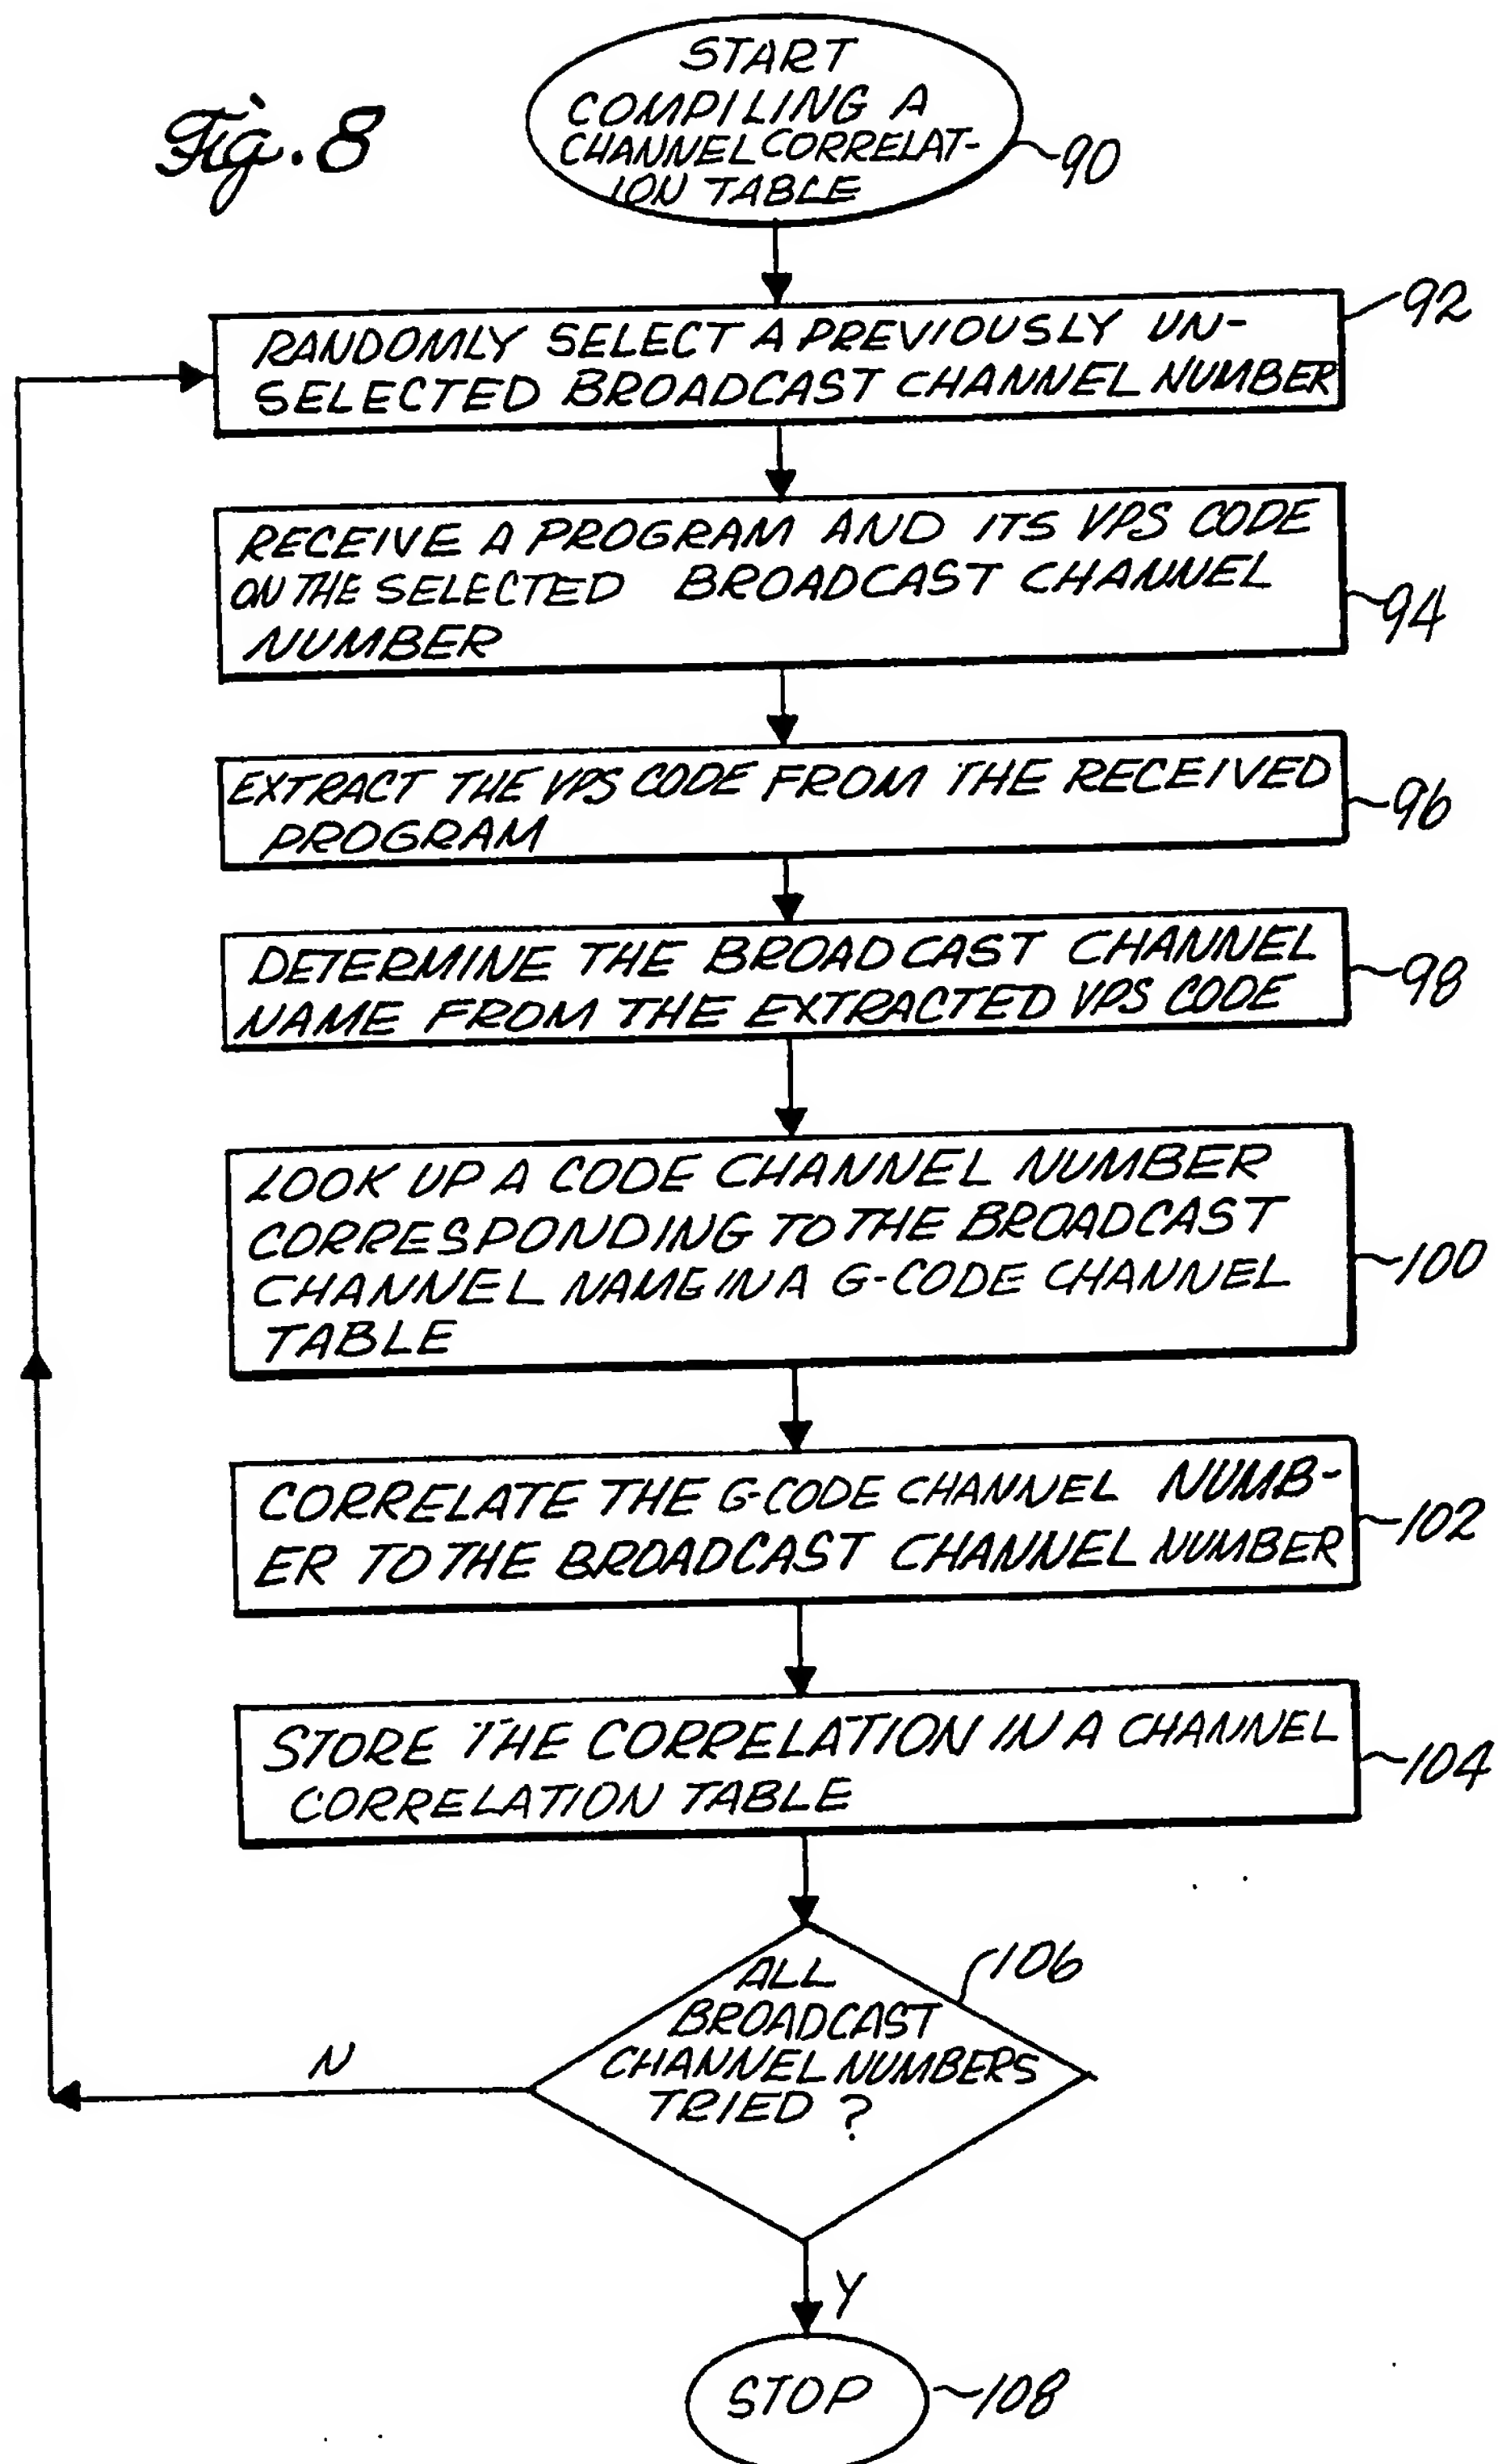 Fig. 8
START
COMPILING A
CHANNEL CORRELAT-
ION TABLE
90
RANDOMLY SELECT A PREVIOUSLY UN-
SELECTED BROADCAST CHANNEL NUMBER
92
RECEIVE A PROGRAM AND ITS VPS CODE
ON THE SELECTED BROADCAST CHANNEL
NUMBER
94
EXTRACT THE VPS CODE FROM THE RECEIVED
PROGRAM
96
DETERMINE THE BROADCAST CHANNEL
NAME FROM THE EXTRACTED VPS CODE
98
LOOK UP A CODE CHANNEL NUMBER
CORRESPONDING TO THE BROADCAST
CHANNEL NAME IN A G-CODE CHANNEL
TABLE
100
CORRELATE THE G-CODE CHANNEL NUMB-
ER TO THE BROADCAST CHANNEL NUMBER
102
STORE THE CORRELATION IN A CHANNEL
CORRELATION TABLE
104
ALL
BROADCAST
CHANNEL NUMBERS
TRIED ?
106
N
Y
STOP
108